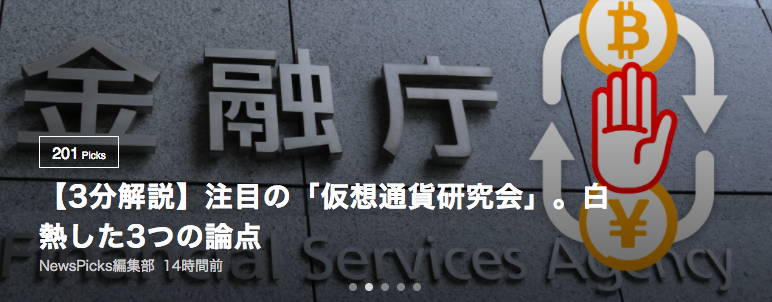 金融庁
₿
201 Picks
【3分解説】注目の「仮想通貨研究会」。白
熱した3つの論点
¥
Financial Services Agency
NewsPicks編集部 14時間前